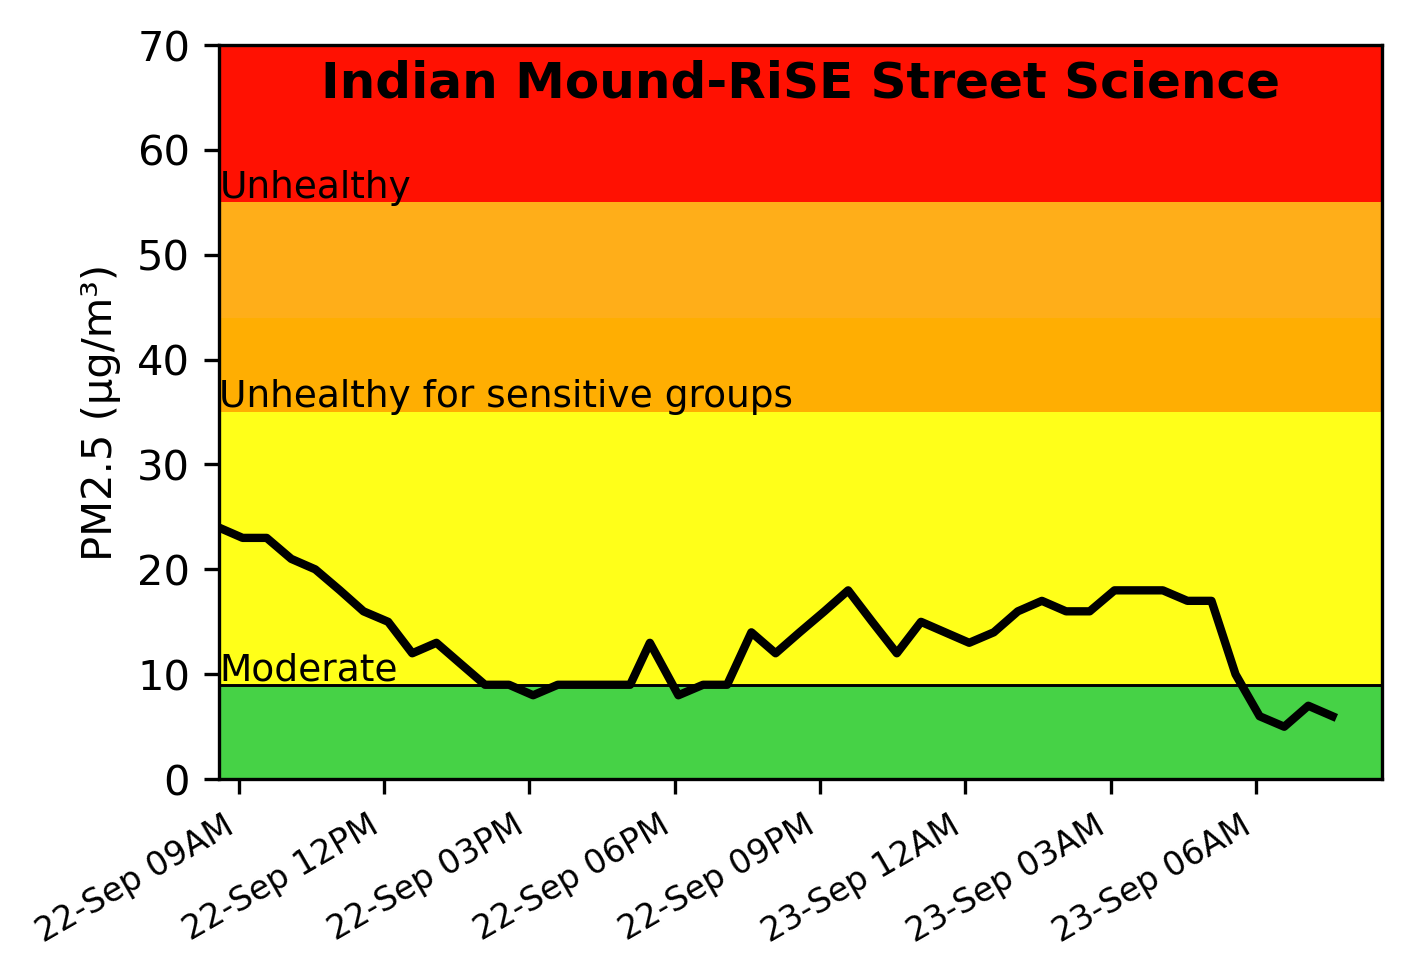 Indian Mound-RiSE Street Science
70
60
Unhealthy
50
40
Unhealthy for sensitive groups
30
20
Moderate
10
0
PM2.5 (μg/m³)
22-Sep 09AM
22-Sep 12PM
22-Sep 03PM
22-Sep 06PM
22-Sep 09PM
23-Sep 12AM
23-Sep 03AM
23-Sep 06AM